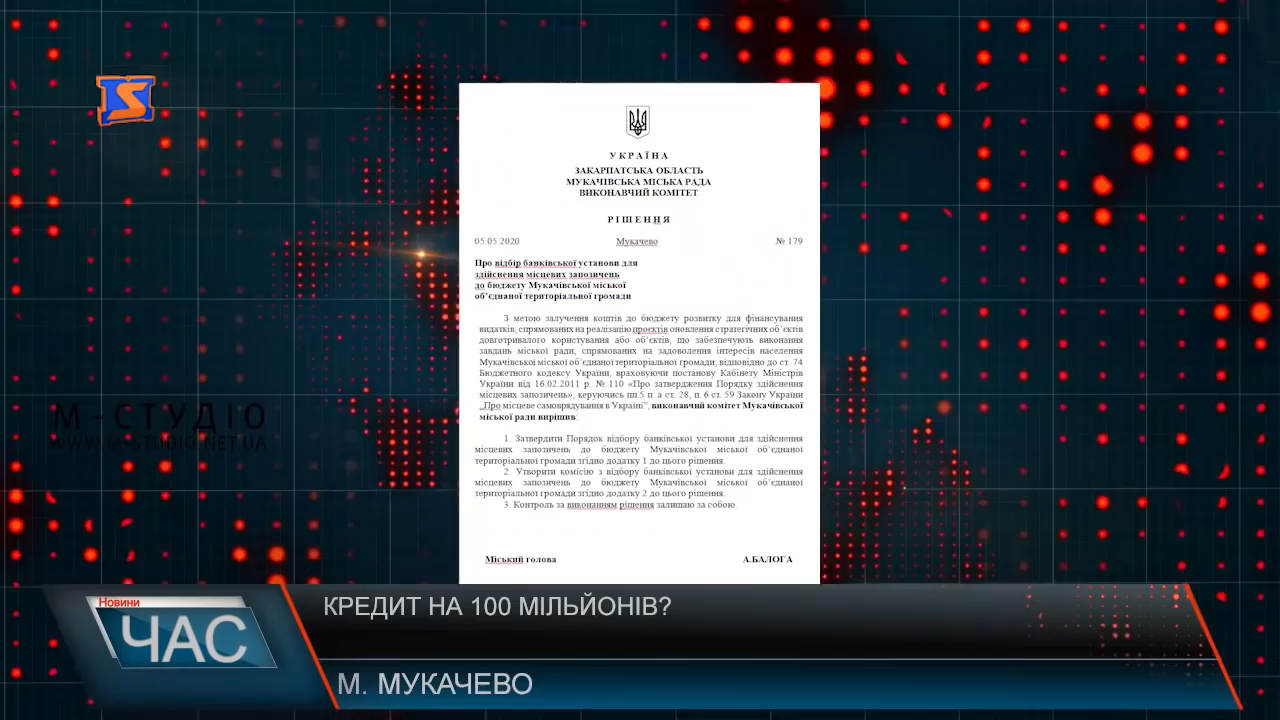 УКРАЇНА
ЗАКАРПАТСЬКА ОБЛАСТЬ
МУКАЧІВСЬКА МІСЬКА РАДА
ВИКОНАВЧИЙ КОМІТЕТ
РІШЕННЯ
05.05.2020 Мукачево № 179
Про відбір банківської установи для
здійснення місцевих запозичень
до бюджету Мукачівської міської
об’єднаної територіальної громади
З метою залучення коштів до бюджету розвитку для фінансування
видатків, спрямованих на реалізацію проєктів оновлення стратегічних об`єктів
довготривалого користування або об’єктів, що забезпечують виконання
завдань міської ради, спрямованих на задоволення інтересів населення
Мукачівської міської об’єднаної територіальної громади, відповідно до ст. 74
Бюджетного кодексу України, враховуючи постанову Кабінету Міністрів
України від 16.02.2011 р. № 110 «Про затвердження Порядку здійснення
місцевих запозичень», керуючись пп.5 п. а ст. 28, п. 6 ст. 59 Закону України
„Про місцеве самоврядування в Україні”, виконавчий комітет Мукачівської
міської ради вирішив:
1. Затвердити Порядок відбору банківської установи для здійснення
місцевих запозичень до бюджету Мукачівської міської об’єднаної
територіальної громади згідно додатку 1 до цього рішення.
2. Утворити комісію з відбору банківської установи для здійснення
місцевих запозичень до бюджету Мукачівської міської об’єднаної
територіальної громади згідно додатку 2 до цього рішення.
3. Контроль за виконанням рішення залишаю за собою.
Міський голова А.БАЛОГА
М-СТУДІО
WWW.M-STUDIO.NET.UA
Новини
ЧАС
КРЕДИТ НА 100 МІЛЬЙОНІВ?
М. МУКАЧЕВО